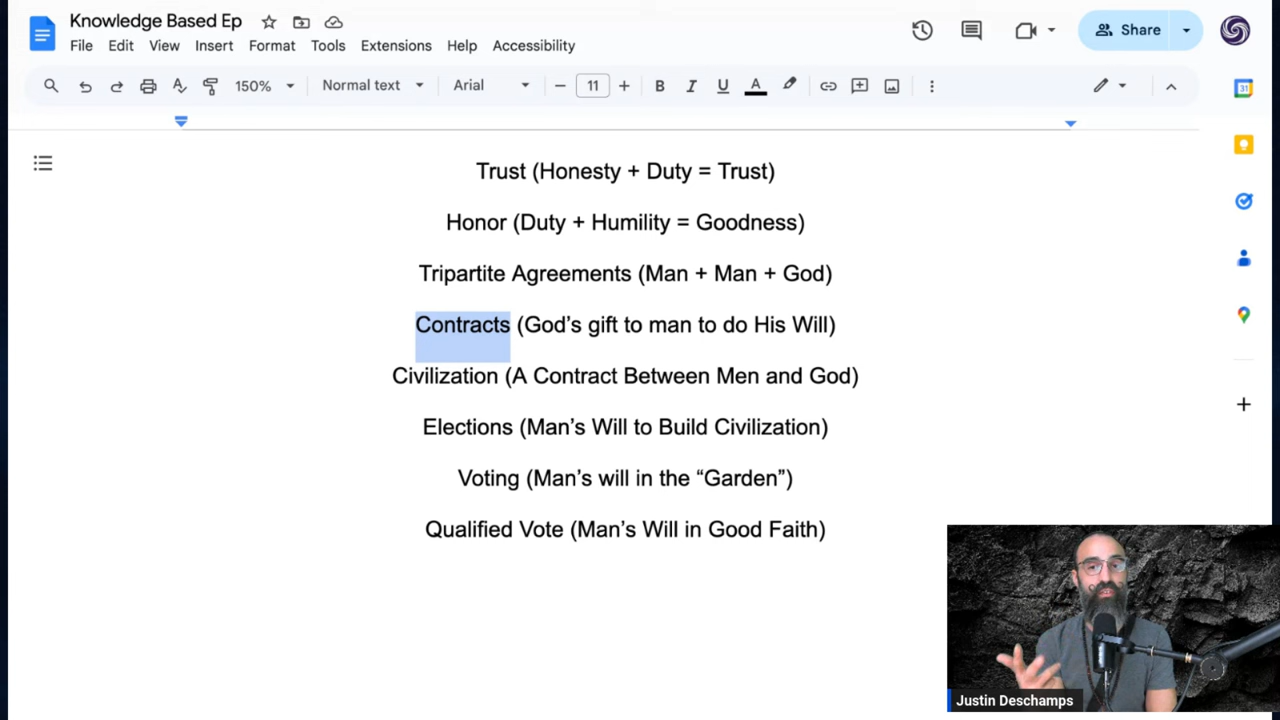 Knowledge Based Ep
File Edit View Insert Format Tools Extensions Help Accessibility
Share
150% Normal text Arial 11 B I U A
31
Trust (Honesty + Duty = Trust)
Honor (Duty + Humility = Goodness)
Tripartite Agreements (Man + Man + God)
Contracts (God’s gift to man to do His Will)
Civilization (A Contract Between Men and God)
Elections (Man’s Will to Build Civilization)
Voting (Man’s will in the “Garden”)
Qualified Vote (Man’s Will in Good Faith)
Justin Deschamps